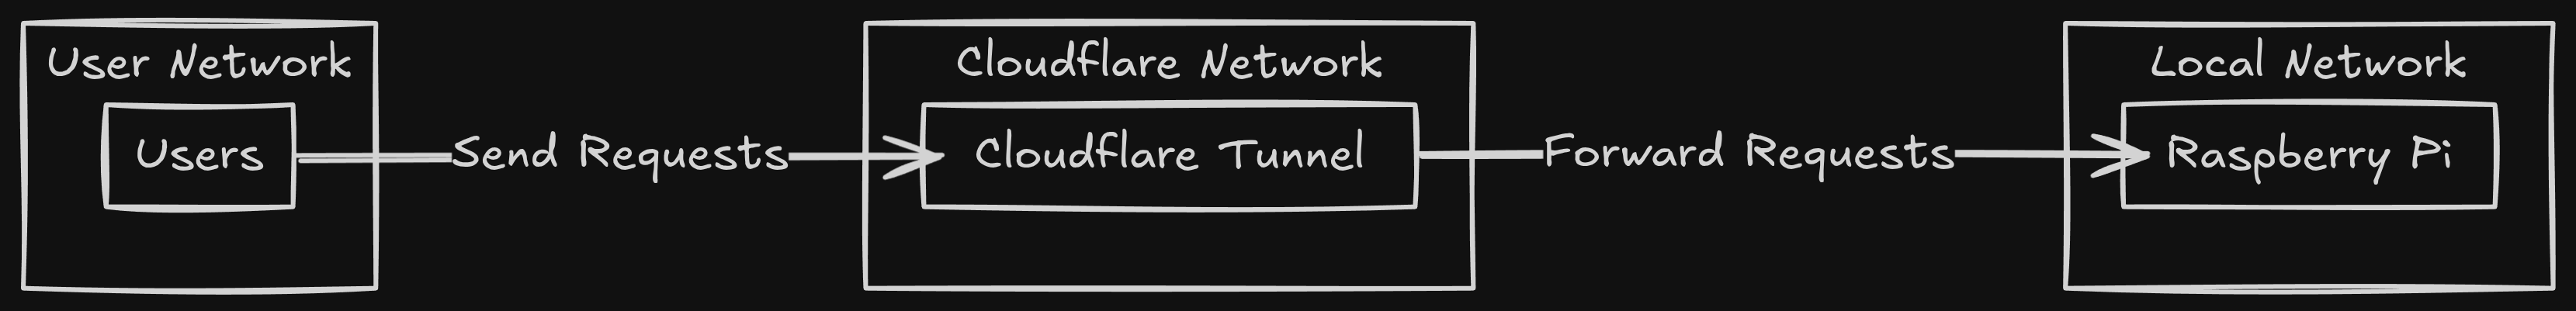 User Network
Users
Send Requests
Cloudflare Network
Cloudflare Tunnel
Forward Requests
Local Network
Raspberry Pi